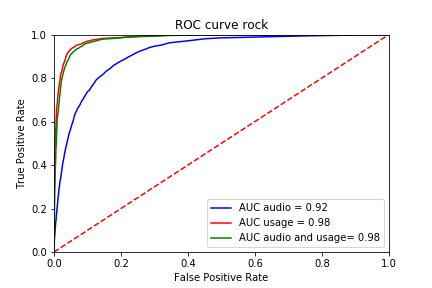 ROC curve rock
1.0
0.8
0.6
0.4
0.2
0.0
True Positive Rate
AUC audio = 0.92
AUC usage = 0.98
AUC audio and usage= 0.98
0.0 0.2 0.4 0.6 0.8 1.0
False Positive Rate